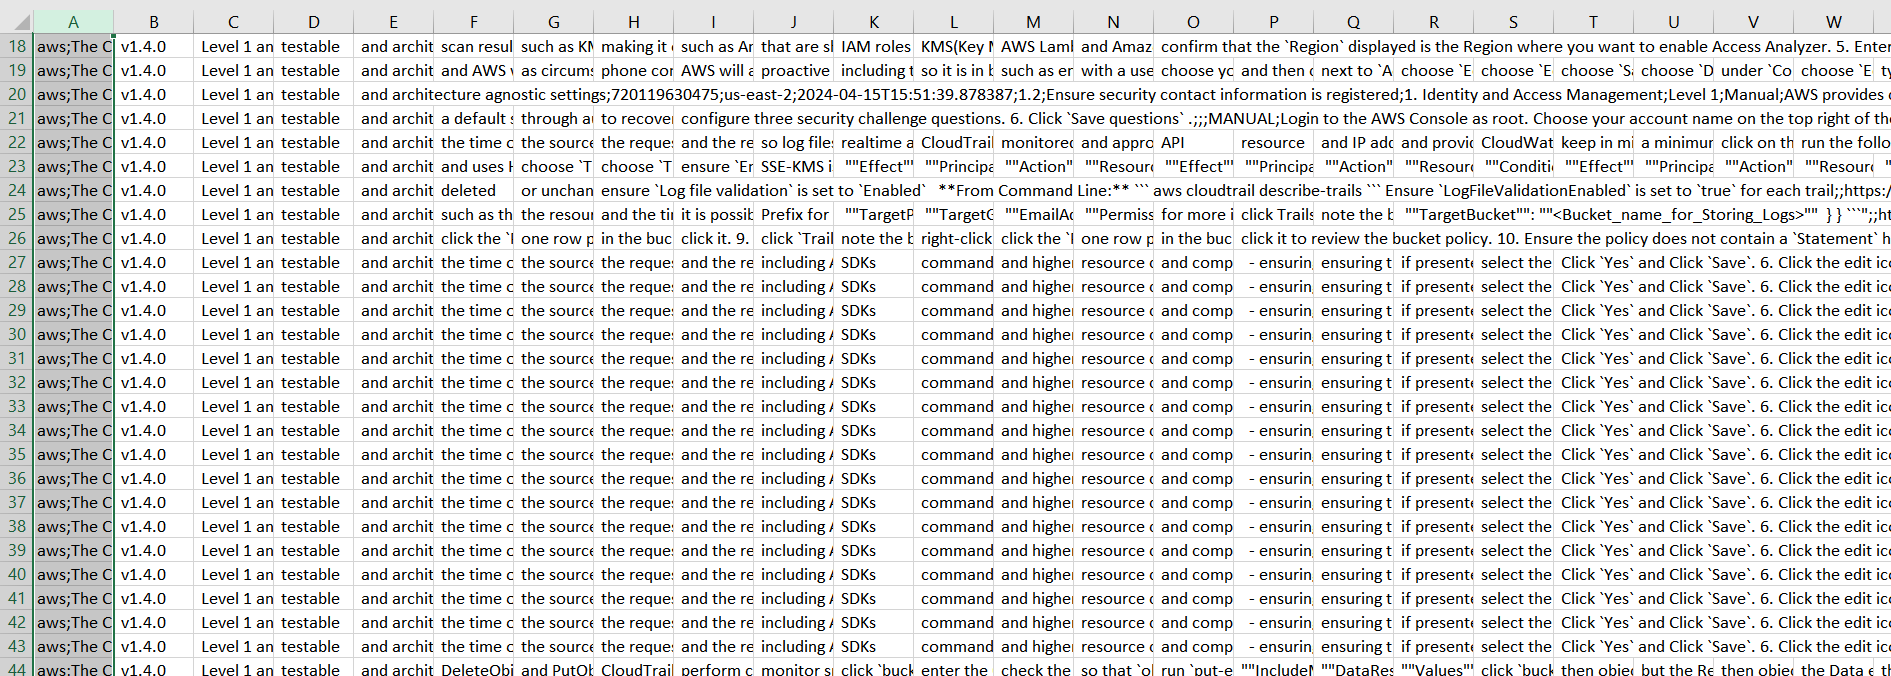 A B C D E F G H I J K L M N O P Q R S T U V W
18 aws;The C v1.4.0 Level 1 an testable and archit scan resul such as KM making it such as Ar that are sl IAM roles KMS(Key M AWS Laml and Amaz confirm that the `Region` displayed is the Region where you want to enable Access Analyzer. 5. Enter
19 aws;The C v1.4.0 Level 1 an testable and archit and AWS as circums phone cor AWS will a proactive including t so it is in b such as er with a use choose yo and then next to `A choose `E choose `E choose `S choose `D under `Co choose `E ty
20 aws;The C v1.4.0 Level 1 an testable and architecture agnostic settings;720119630475;us-east-2;2024-04-15T15:51:39.878387;1.2;Ensure security contact information is registered;1. Identity and Access Management;Level 1;Manual;AWS provides
21 aws;The C v1.4.0 Level 1 an testable and archit a default s through a to recover configure three security challenge questions. 6. Click `Save questions` .;;;MANUAL;Login to the AWS Console as root. Choose your account name on the top right of the
22 aws;The C v1.4.0 Level 1 an testable and archit the time so log files realtime a CloudTrail monitored and appro API resource and IP add and provid CloudWat keep in mi a minimur click on th run the follo
23 aws;The C v1.4.0 Level 1 an testable and archit and uses H choose `T choose `T ensure `Er SSE-KMS i ""Effect"" ""Principa ""Action" ""Resourc ""Effect"" ""Principa ""Action" ""Resourc ""Conditi ""Effect"" ""Principa ""Action" ""Resourc "
24 aws;The C v1.4.0 Level 1 an testable and archit deleted or unchan ensure `Log file validation` is set to `Enabled` **From Command Line:** ``` aws cloudtrail describe-trails ``` Ensure `LogFileValidationEnabled` is set to `true` for each trail;;https:/
25 aws;The C v1.4.0 Level 1 an testable and archit such as th the resour and the tir it is possib Prefix for ""TargetP ""TargetG ""EmailAd ""Permiss for more i click Trails note the b ""TargetBucket"": ""<Bucket_name_for_Storing_Logs>"" } } ```";;ht
26 aws;The C v1.4.0 Level 1 an testable and archit click the ` one row p in the buc click it. 9. click `Trail note the b right-click click the ` one row p in the buc click it to review the bucket policy. 10. Ensure the policy does not contain a `Statement` h
27 aws;The C v1.4.0 Level 1 an testable and archit the time o the source the reques and the re including A SDKs command and highe resource c and comp - ensurin ensuring t if presente select the Click `Yes` and Click `Save`. 6. Click the edit ico
28 aws;The C v1.4.0 Level 1 an testable and archit the time o the source the reques and the re including A SDKs command and highe resource c and comp - ensurin ensuring t if presente select the Click `Yes` and Click `Save`. 6. Click the edit ico
29 aws;The C v1.4.0 Level 1 an testable and archit the time o the source the reques and the re including A SDKs command and highe resource c and comp - ensurin ensuring t if presente select the Click `Yes` and Click `Save`. 6. Click the edit ico
30 aws;The C v1.4.0 Level 1 an testable and archit the time o the source the reques and the re including A SDKs command and highe resource c and comp - ensurin ensuring t if presente select the Click `Yes` and Click `Save`. 6. Click the edit ico
31 aws;The C v1.4.0 Level 1 an testable and archit the time o the source the reques and the re including A SDKs command and highe resource c and comp - ensurin ensuring t if presente select the Click `Yes` and Click `Save`. 6. Click the edit ico
32 aws;The C v1.4.0 Level 1 an testable and archit the time o the source the reques and the re including A SDKs command and highe resource c and comp - ensurin ensuring t if presente select the Click `Yes` and Click `Save`. 6. Click the edit ico
33 aws;The C v1.4.0 Level 1 an testable and archit the time o the source the reques and the re including A SDKs command and highe resource c and comp - ensurin ensuring t if presente select the Click `Yes` and Click `Save`. 6. Click the edit ico
34 aws;The C v1.4.0 Level 1 an testable and archit the time o the source the reques and the re including A SDKs command and highe resource c and comp - ensurin ensuring t if presente select the Click `Yes` and Click `Save`. 6. Click the edit ico
35 aws;The C v1.4.0 Level 1 an testable and archit the time o the source the reques and the re including A SDKs command and highe resource c and comp - ensurin ensuring t if presente select the Click `Yes` and Click `Save`. 6. Click the edit ico
36 aws;The C v1.4.0 Level 1 an testable and archit the time o the source the reques and the re including A SDKs command and highe resource c and comp - ensurin ensuring t if presente select the Click `Yes` and Click `Save`. 6. Click the edit ico
37 aws;The C v1.4.0 Level 1 an testable and archit the time o the source the reques and the re including A SDKs command and highe resource c and comp - ensurin ensuring t if presente select the Click `Yes` and Click `Save`. 6. Click the edit ico
38 aws;The C v1.4.0 Level 1 an testable and archit the time o the source the reques and the re including A SDKs command and highe resource c and comp - ensurin ensuring t if presente select the Click `Yes` and Click `Save`. 6. Click the edit ico
39 aws;The C v1.4.0 Level 1 an testable and archit the time o the source the reques and the re including A SDKs command and highe resource c and comp - ensurin ensuring t if presente select the Click `Yes` and Click `Save`. 6. Click the edit ico
40 aws;The C v1.4.0 Level 1 an testable and archit the time o the source the reques and the re including A SDKs command and highe resource c and comp - ensurin ensuring t if presente select the Click `Yes` and Click `Save`. 6. Click the edit ico
41 aws;The C v1.4.0 Level 1 an testable and archit the time o the source the reques and the re including A SDKs command and highe resource c and comp - ensurin ensuring t if presente select the Click `Yes` and Click `Save`. 6. Click the edit ico
42 aws;The C v1.4.0 Level 1 an testable and archit the time o the source the reques and the re including A SDKs command and highe resource c and comp - ensurin ensuring t if presente select the Click `Yes` and Click `Save`. 6. Click the edit ico
43 aws;The C v1.4.0 Level 1 an testable and archit the time o the source the reques and the re including A SDKs command and highe resource c and comp - ensurin ensuring t if presente select the Click `Yes` and Click `Save`. 6. Click the edit ico
44 aws;The C v1.4.0 Level 1 an testable and archit DeleteObj and PutOb CloudTrail perform c monitor s click `buck enter the check the so that `ol run `put-e ""IncludeM ""DataRes ""Values"" click `buck then objec but the Re then objec the Data e th